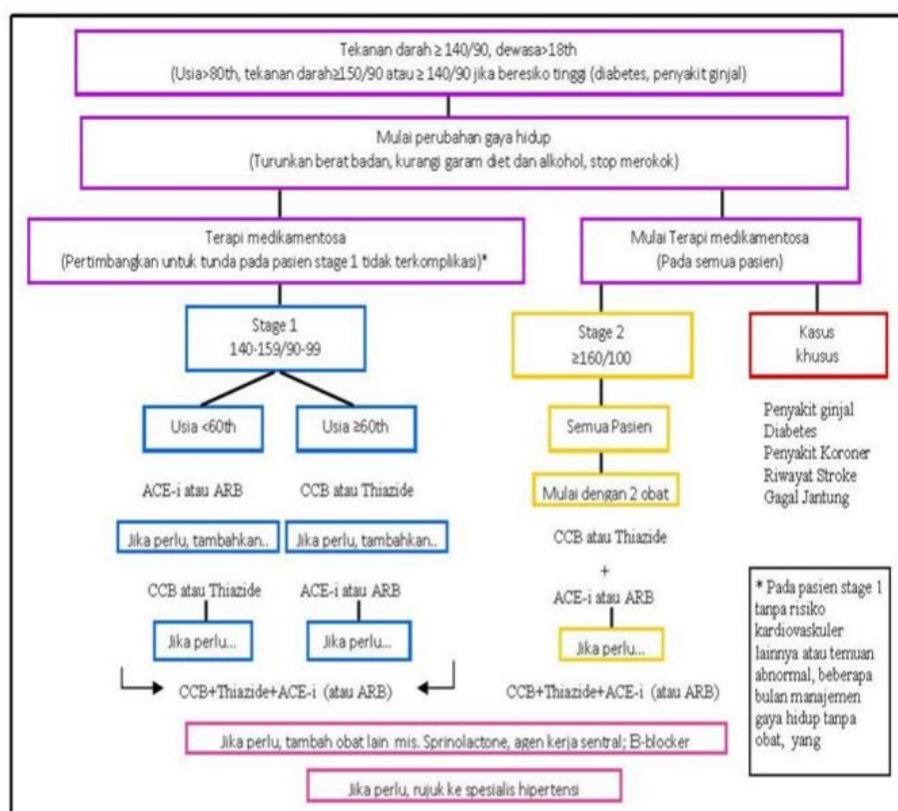 Tekanan darah ≥ 140/90, dewasa>18th
(Usia>80th, tekanan darah≥150/90 atau ≥ 140/90 jika beresiko tinggi (diabetes, penyakit ginjal)
Mulai perubahan gaya hidup
(Turunkan berat badan, kurangi garam diet dan alkohol, stop merokok)
Terapi medikamentosa
(Pertimbangkan untuk tunda pada pasien stage 1 tidak terkomplikasi)*
Mulai Terapi medikamentosa
(Pada semua pasien)
Stage 1
140-159/90-99
Stage 2
≥160/100
Kasus
khusus
Usia <60th
Usia ≥60th
Semua Pasien
Penyakit ginjal
Diabetes
Penyakit Koroner
Riwayat Stroke
Gagal Jantung
ACE-i atau ARB
CCB atau Thiazide
Mulai dengan 2 obat
Jika perlu, tambahkan..
Jika perlu, tambahkan..
CCB atau Thiazide
+
ACE-i atau ARB
CCB atau Thiazide
ACE-i atau ARB
Jika perlu...
Jika perlu...
Jika perlu...
CCB+Thiazide+ACE-i (atau ARB)
CCB+Thiazide+ACE-i (atau ARB)
* Pada pasien stage 1
tanpa risiko
kardiovaskuler
lainnya atau temuan
abnormal, beberapa
bulan manajemen
gaya hidup tanpa
obat, yang
Jika perlu, tambah obat lain mis. Sprinolactone, agen kerja sentral; B-blocker
Jika perlu, rujuk ke spesialis hipertensi